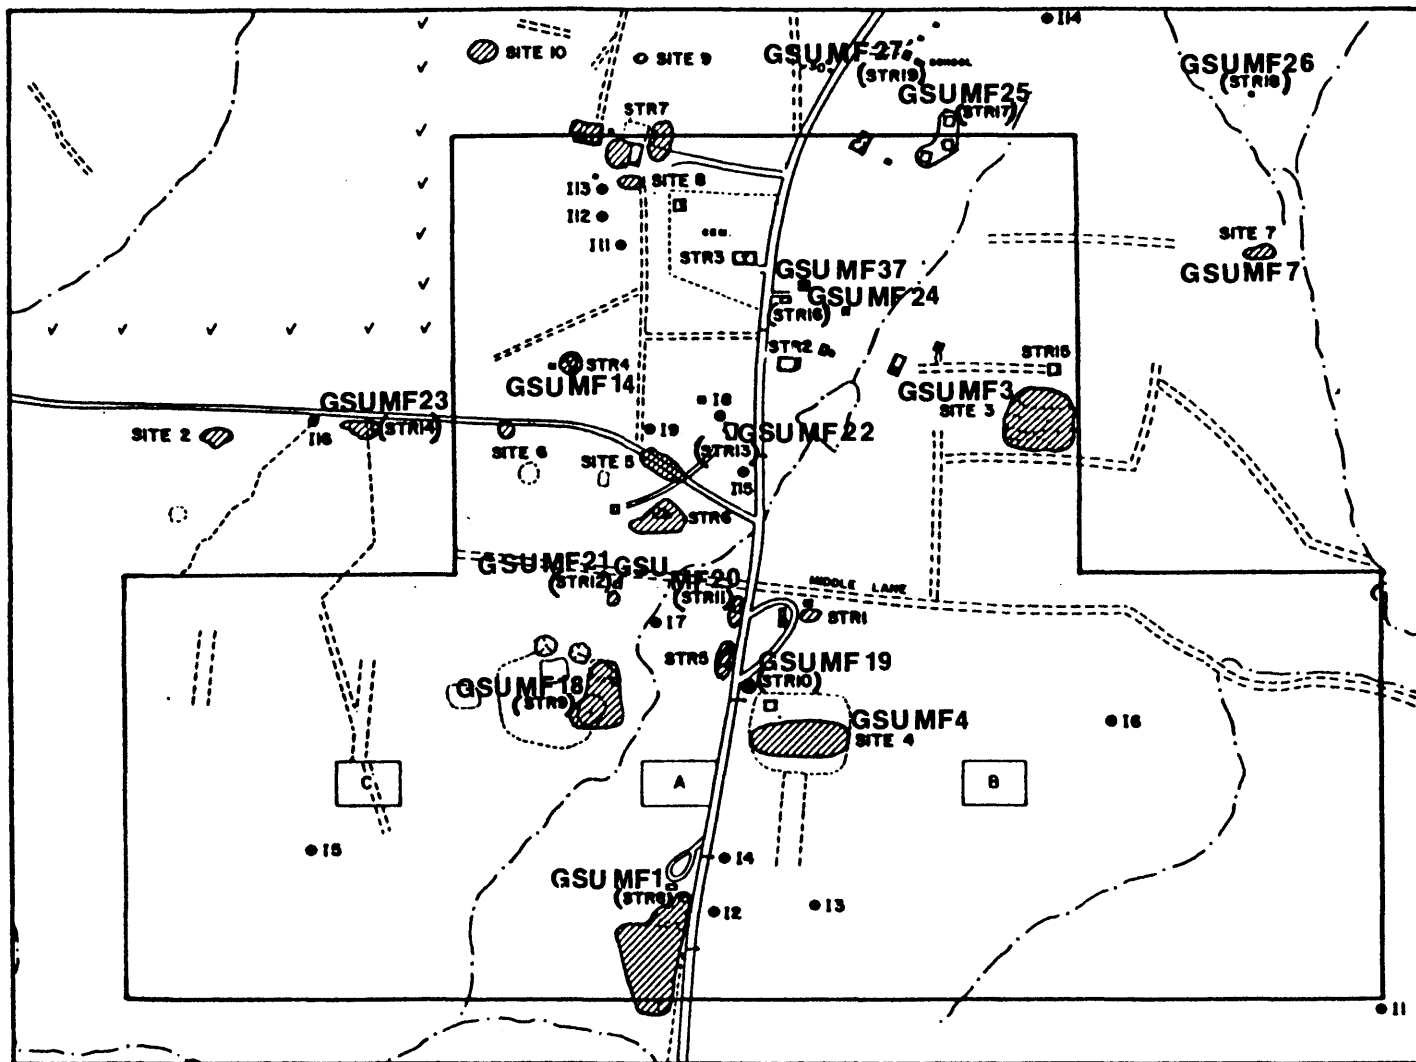 I14
SITE 10
SITE 9
GSUMF27
(STR19)
SCHOOL
GSUMF26
(STR18)
GSUMF25
(STR17)
STR7
I13
SITE 8
I12
I11
STR3
SITE 7
GSUMF7
GSUMF37
GSUMF24
(STR16)
STR2
STR15
STR4
GSUMF14
GSUMF3
SITE 3
GSUMF23
(STR14)
I16
SITE 2
I8
I9
GSUMF22
(STR13)
SITE 6
SITE 5
I15
STR6
GSUMF21
(STR12)
GSU MF20
(STR11)
MIDDLE LANE
STR1
I7
STR5
GSUMF19
(STR10)
GSUMF18
(STR9)
GSUMF4
SITE 4
I6
C
A
B
I5
I4
GSUMF1
(STR8)
I2
I3
I1